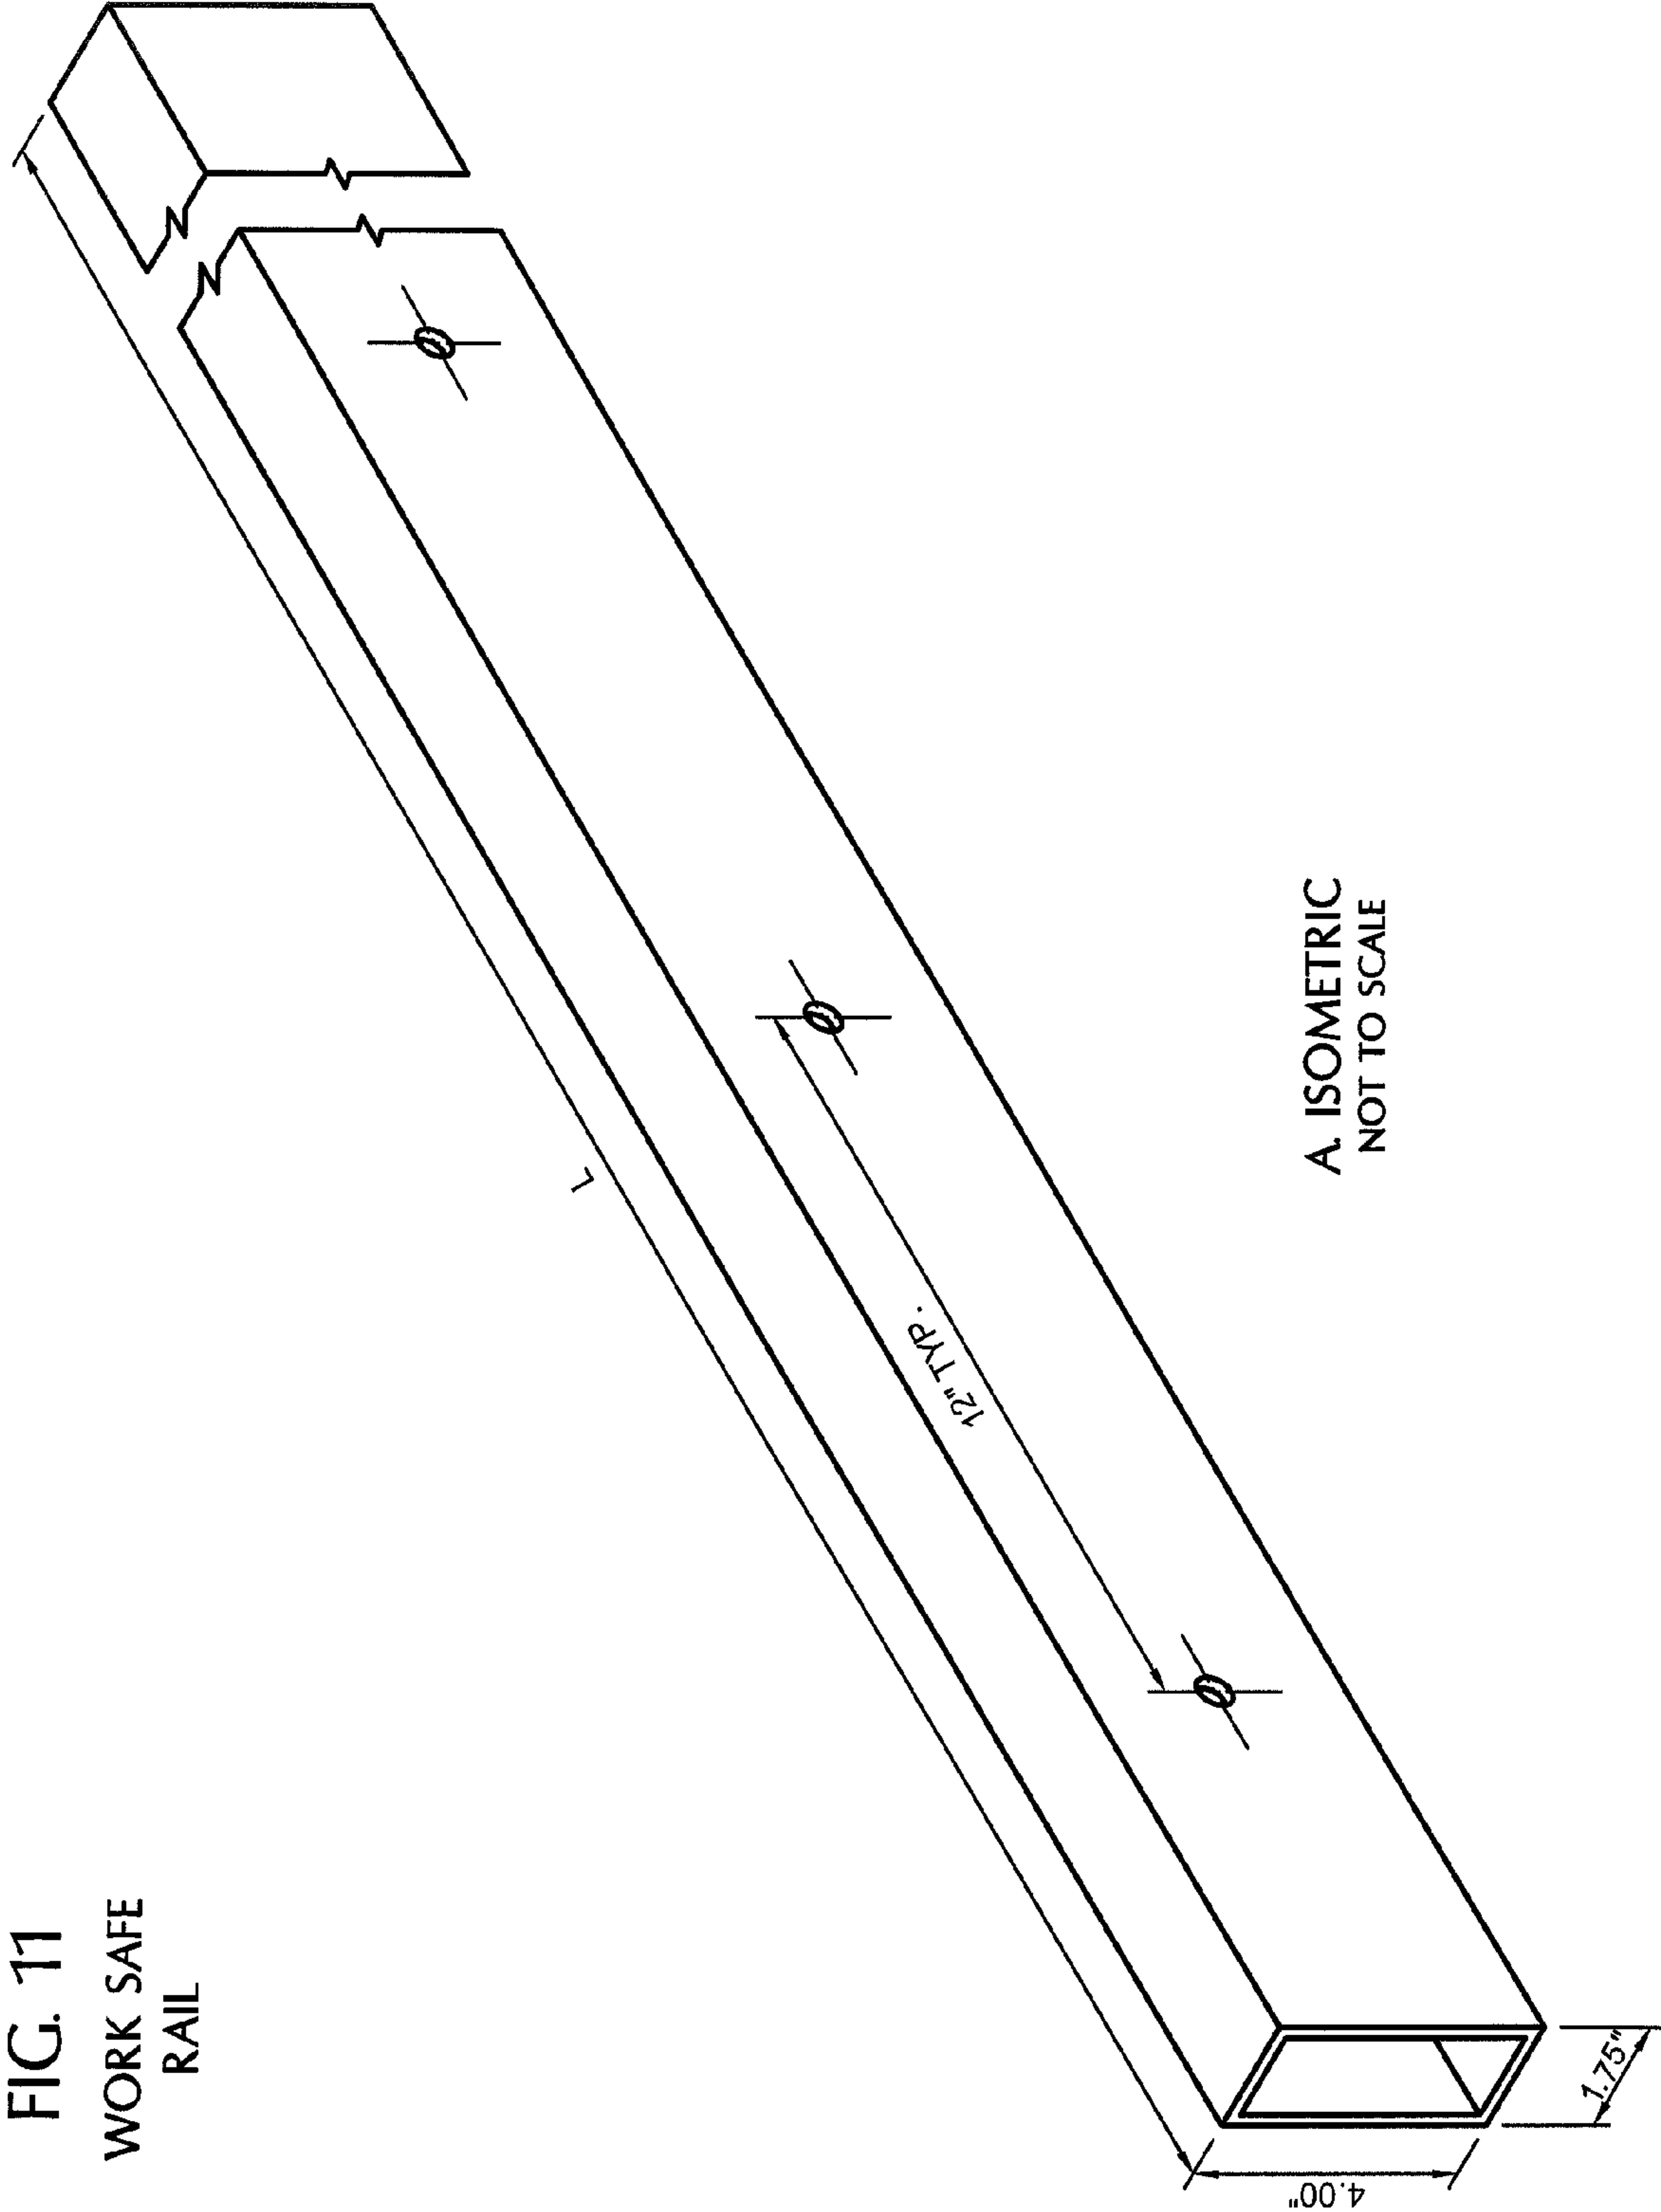 FIG. 11
WORK SAFE
RAIL
L
12" TYP.
4.00"
1.75"
A. ISOMETRIC
NOT TO SCALE